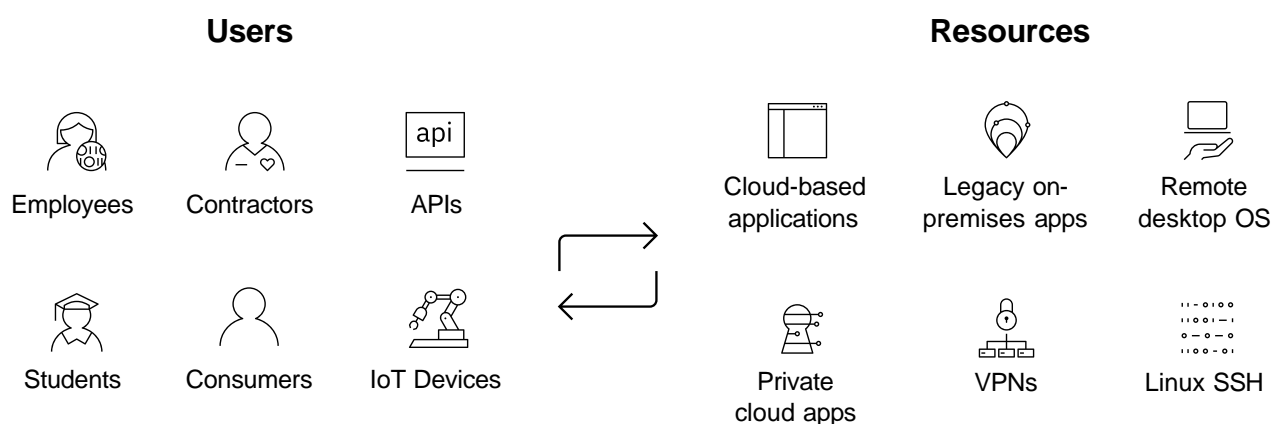 Users
Resources
api
Employees
Contractors
APIs
Cloud-based
applications
Legacy on-
premises apps
Remote
desktop OS
Students
Consumers
IoT Devices
Private
cloud apps
VPNs
Linux SSH